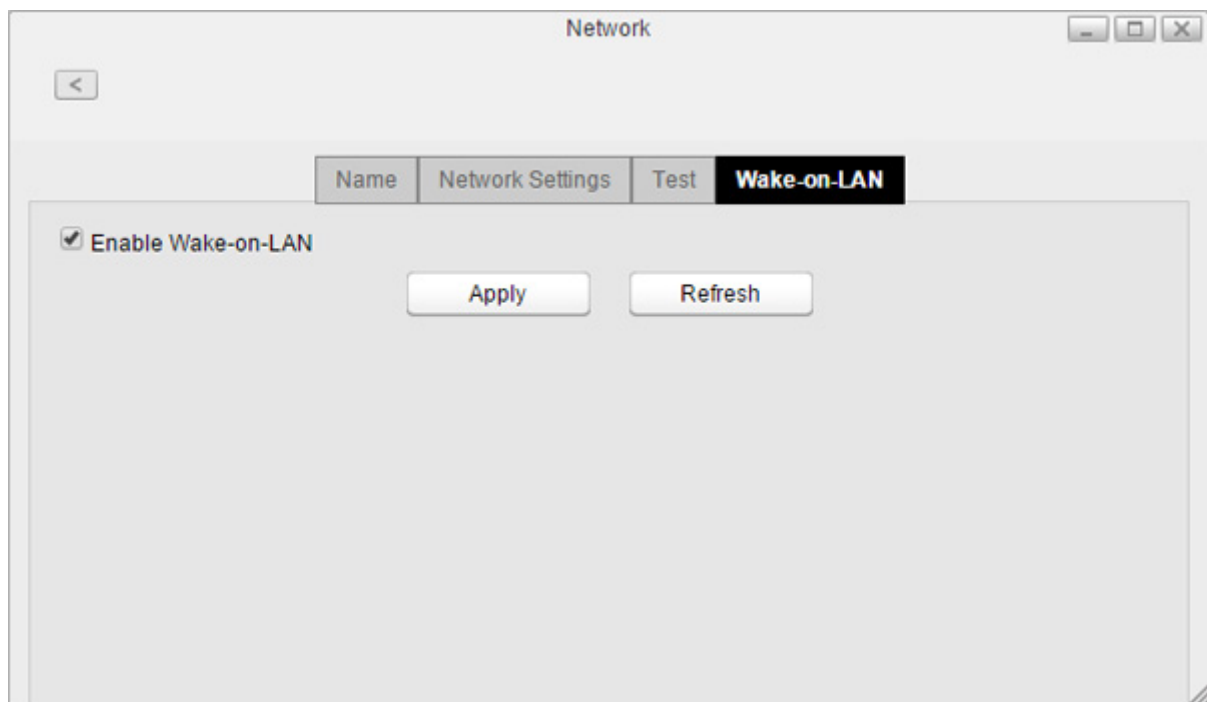 Network
<
Name Network Settings Test Wake-on-LAN
Enable Wake-on-LAN
Apply Refresh